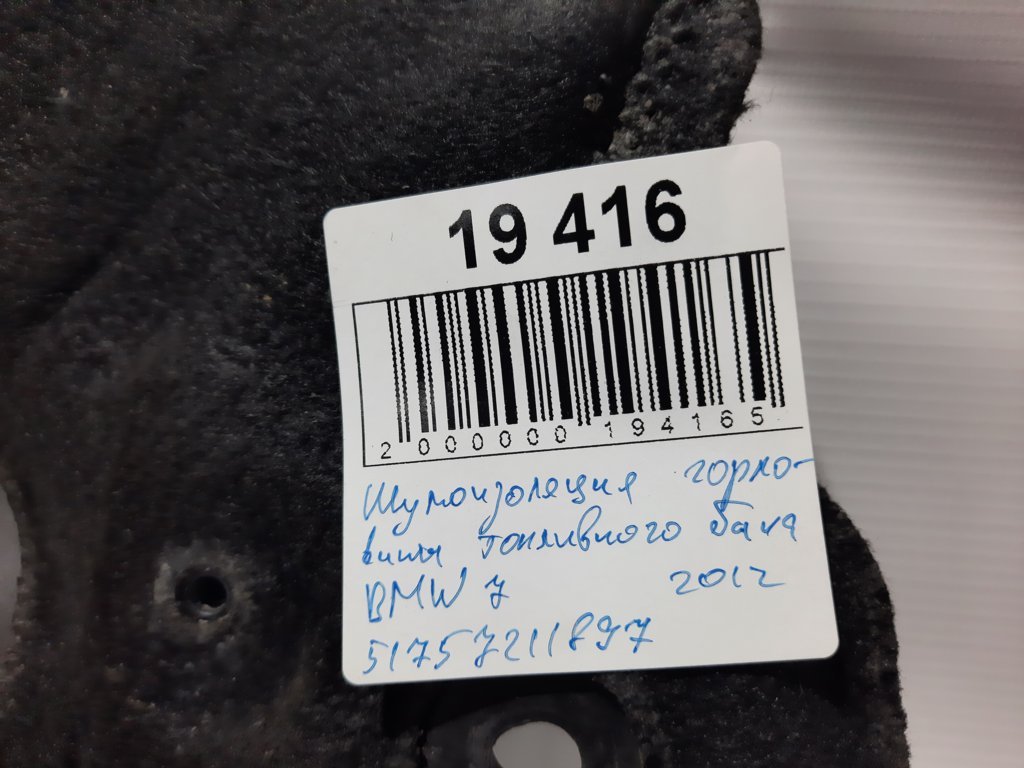 19 416
2 000000 194165
Шумоизоляция горло-
вины топливного бака
BMW 7 2012
51757211897